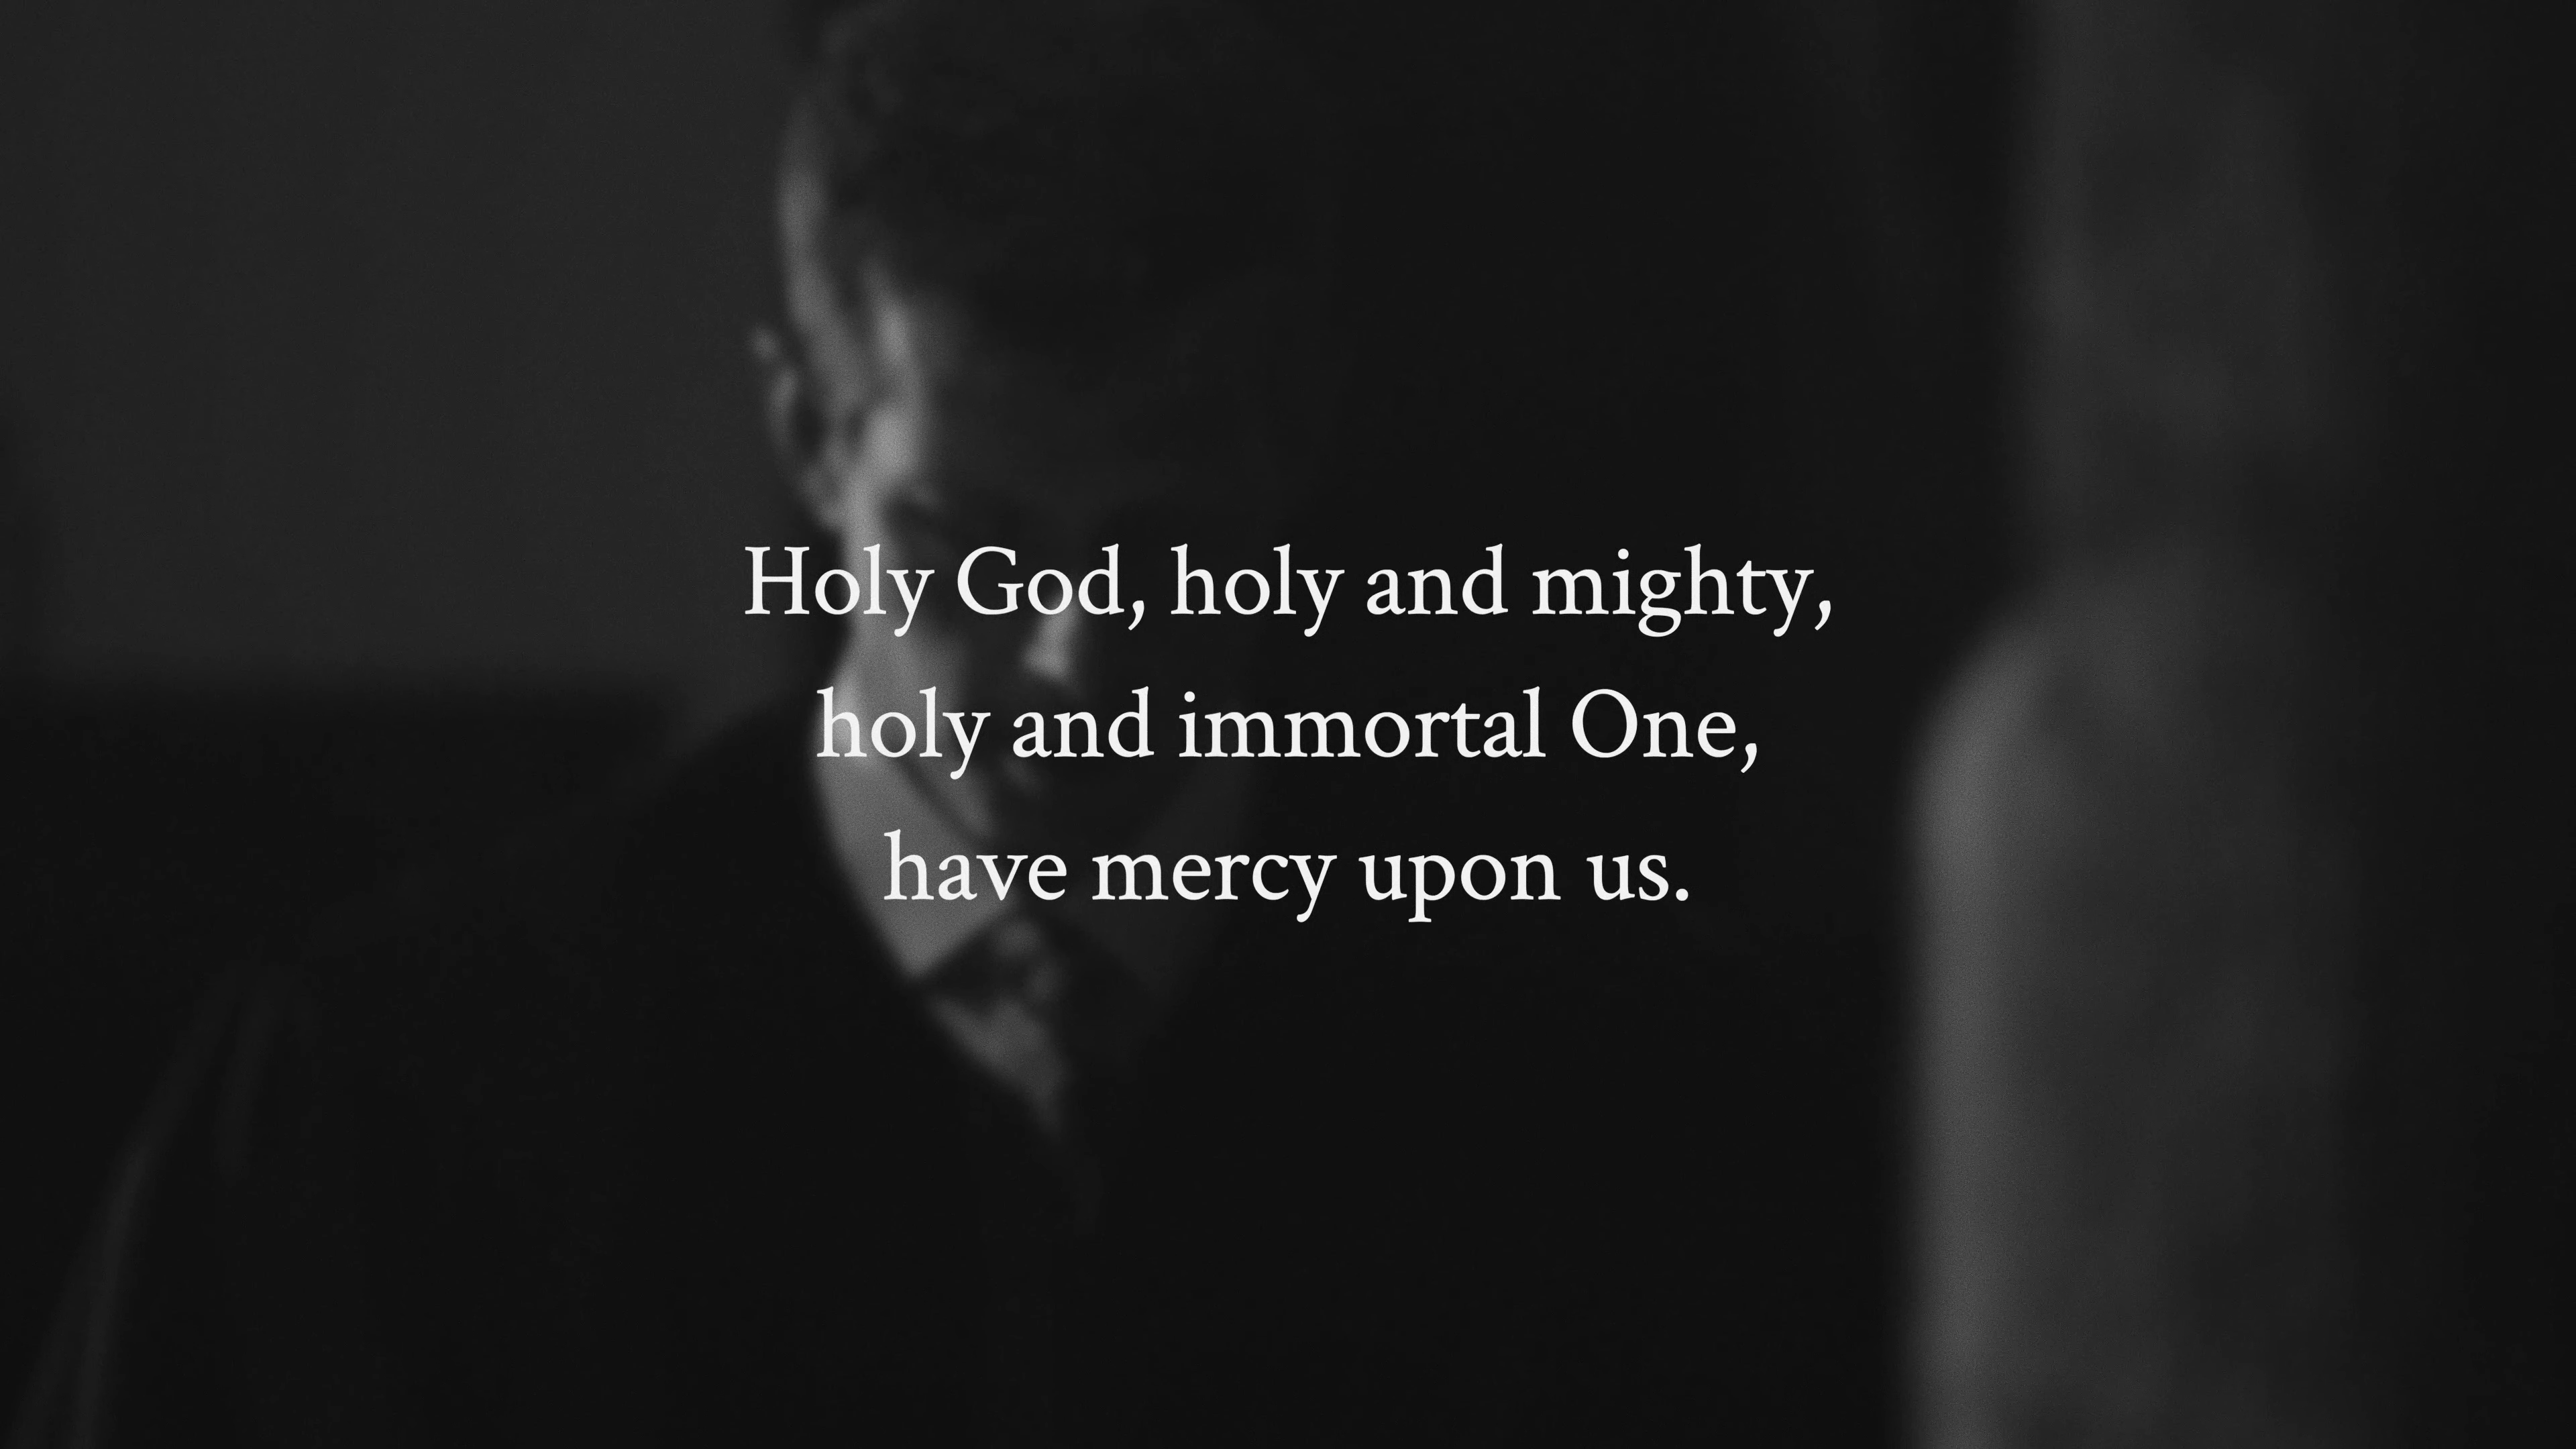 Holy God, holy and mighty,
holy and immortal One,
have mercy upon us.